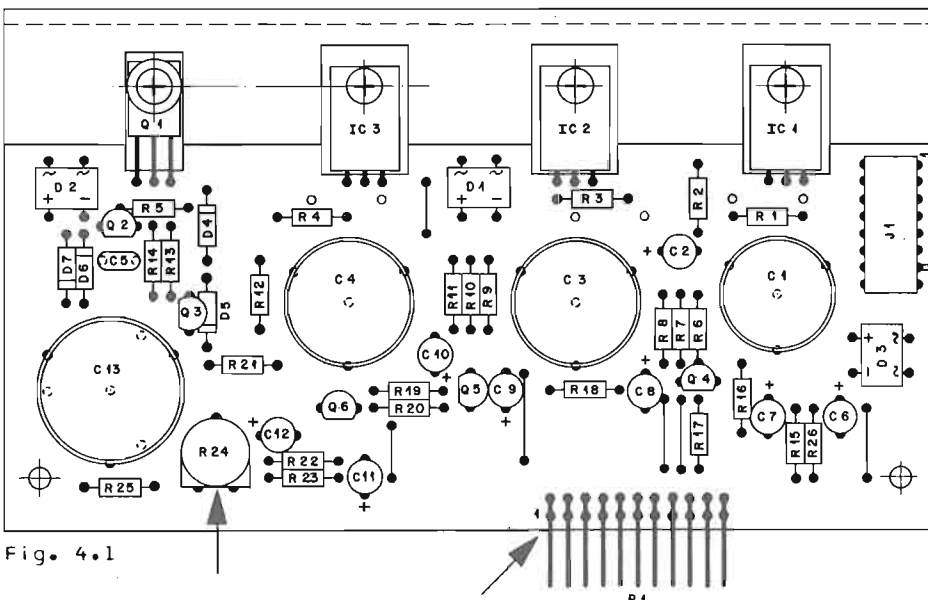 Q1 IC3 IC2 IC1
D2 D1 J1
R5 R4 R3 R2 R1
Q2 D4 C2
D7 D6 C5 R14 R13 C4 C3 C1
R12 R11 R10 R9
Q3 D5 R8 R7 R6
C13 R21 C10 D3
Q6 R19 Q5 C9 R18 C8 Q4 R16
R20 C7 C6
R24 C12 R17 R15 R26
R22
R23 C11
R25
1
Fig. 4.1